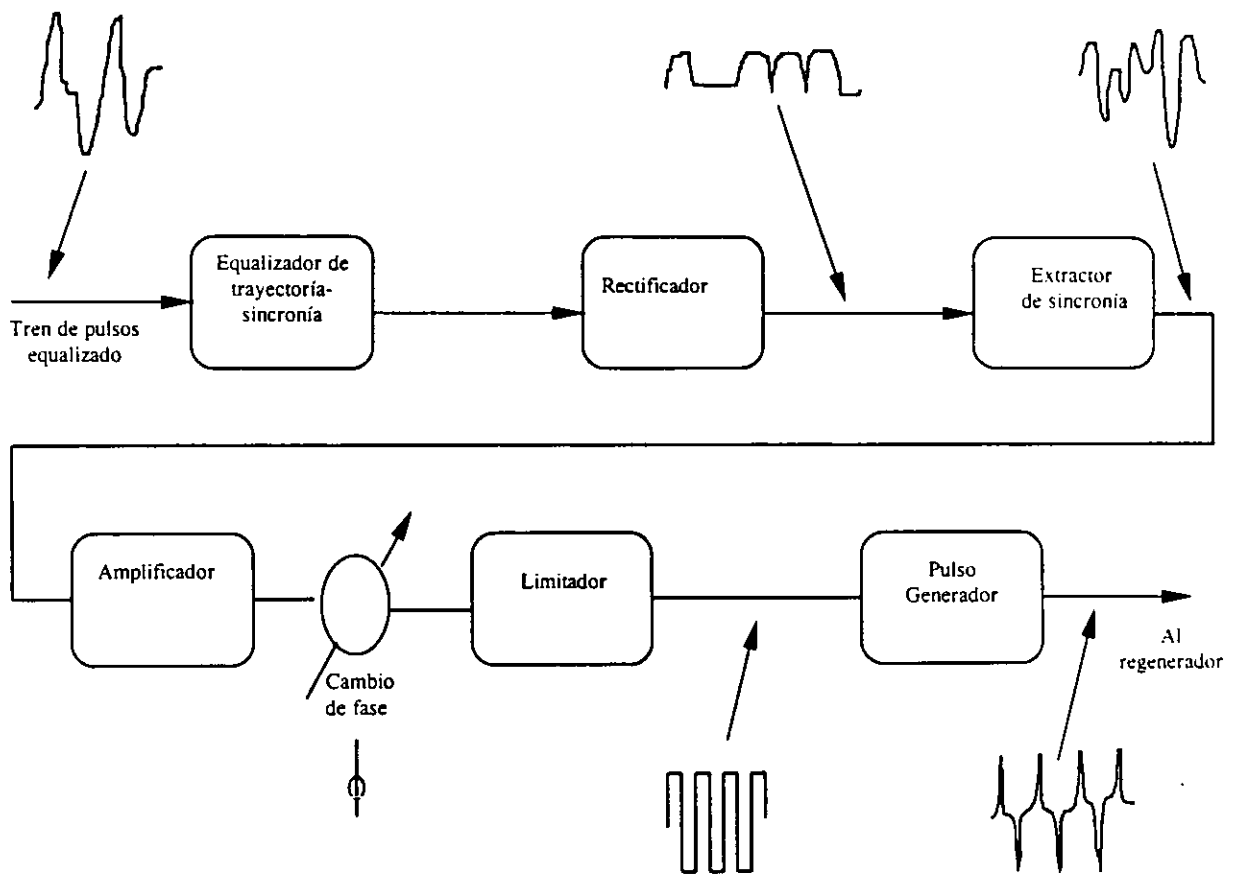 Equalizador de
trayectoría-
sincronía
Rectificador
Extractor
de sincronía
Tren de pulsos
equalizado
Amplificador
Cambio
de fase
Limitador
Pulso
Generador
Al
regenerador